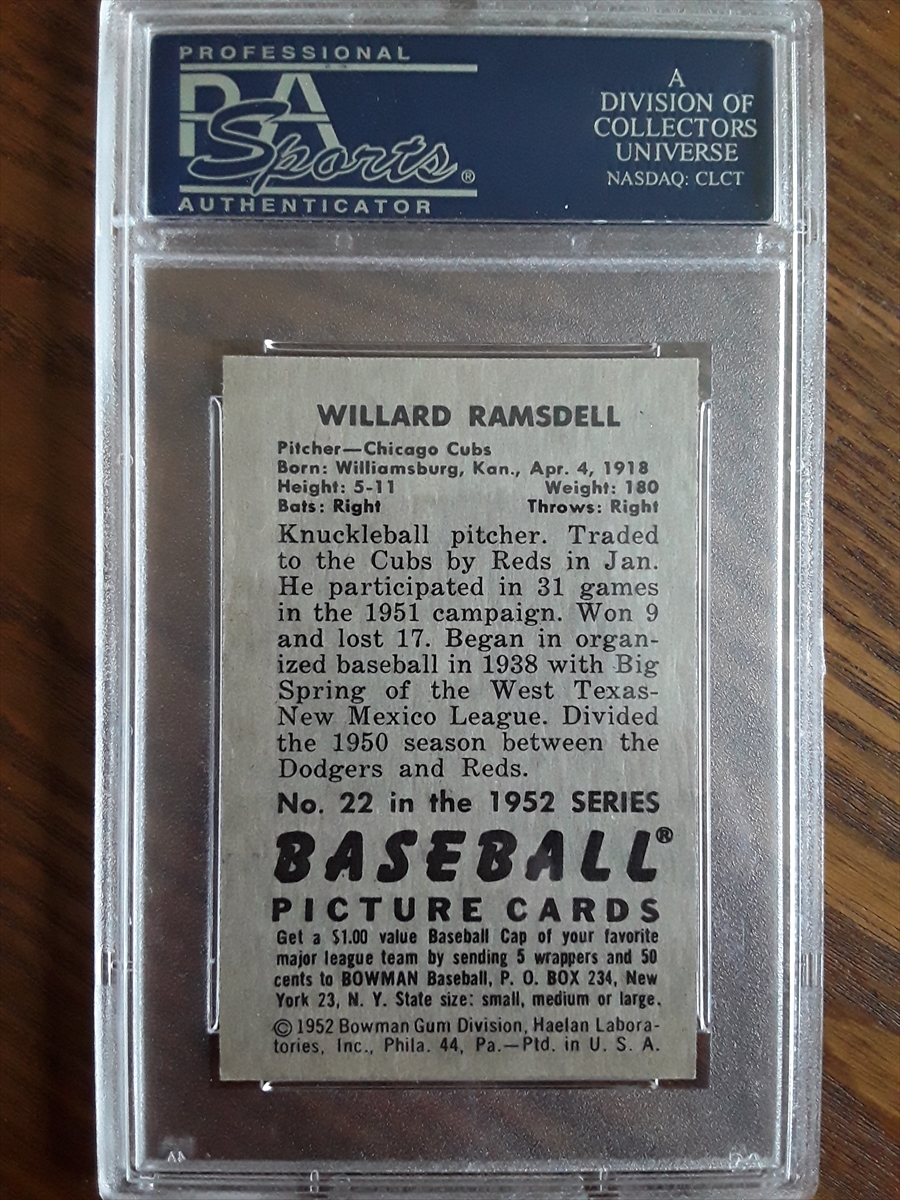 PROFESSIONAL
PSA
Sports®
AUTHENTICATOR
A
DIVISION OF
COLLECTORS
UNIVERSE
NASDAQ: CLCT
WILLARD RAMSDELL
Pitcher—Chicago Cubs
Born: Williamsburg, Kan., Apr. 4, 1918
Height: 5-11 Weight: 180
Bats: Right Throws: Right
Knuckleball pitcher. Traded
to the Cubs by Reds in Jan.
He participated in 31 games
in the 1951 campaign. Won 9
and lost 17. Began in organ-
ized baseball in 1938 with Big
Spring of the West Texas-
New Mexico League. Divided
the 1950 season between the
Dodgers and Reds.
No. 22 in the 1952 SERIES
BASEBALL®
PICTURE CARDS
Get a $1.00 value Baseball Cap of your favorite
major league team by sending 5 wrappers and 50
cents to BOWMAN Baseball, P. O. BOX 234, New
York 23, N. Y. State size: small, medium or large.
©1952 Bowman Gum Division, Haelan Labora-
tories, Inc., Phila. 44, Pa.—Ptd. in U. S. A.